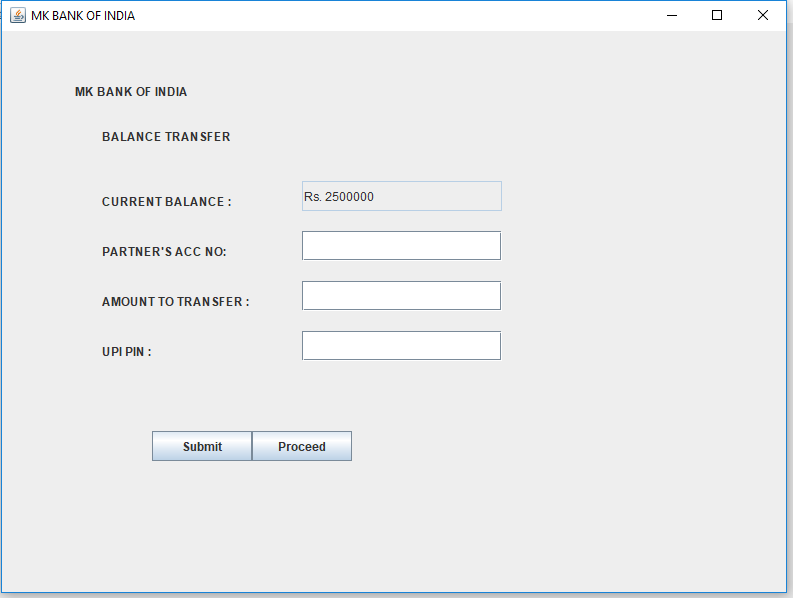 MK BANK OF INDIA
MK BANK OF INDIA
BALANCE TRANSFER
CURRENT BALANCE : Rs. 2500000
PARTNER'S ACC NO:
AMOUNT TO TRANSFER :
UPI PIN :
Submit Proceed